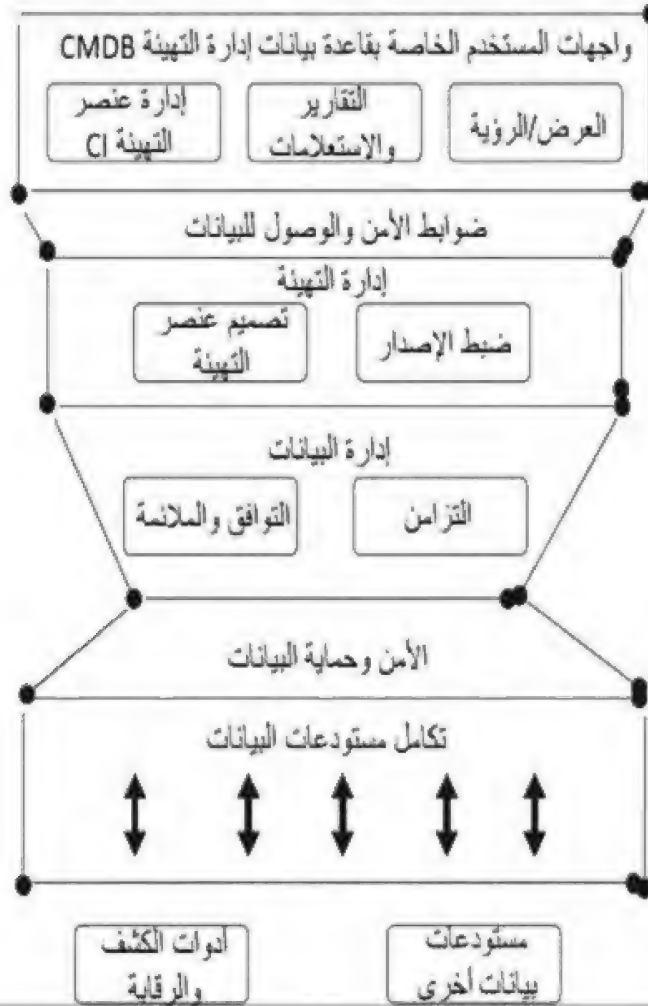 واجهات المستخدم الخاصة بقاعدة بيانات إدارة التهيئة CMDB
العرض/الرؤية
التقارير
والاستعلامات
إدارة عنصر
التهيئة CI
ضوابط الأمن والوصول للبيانات
إدارة التهيئة
ضبط الإصدار
تصميم عنصر
التهيئة
إدارة البيانات
التزامن
التوافق والملائمة
الأمن وحماية البيانات
تكامل مستودعات البيانات
مستودعات
بيانات أخرى
أدوات الكشف
والرقابة